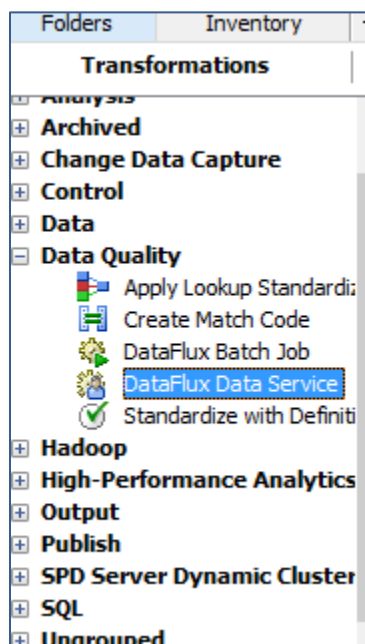 Folders Inventory
Transformations
Analysis
Archived
Change Data Capture
Control
Data
Data Quality
Apply Lookup Standardiz
Create Match Code
DataFlux Batch Job
DataFlux Data Service
Standardize with Definiti
Hadoop
High-Performance Analytics
Output
Publish
SPD Server Dynamic Cluster
SQL
Ungrouped